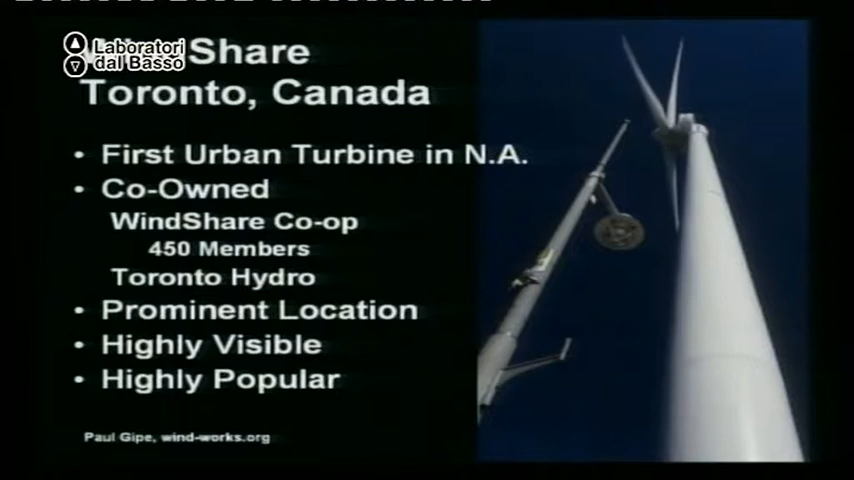 Laboratori
dal Basso
Share
Toronto, Canada
• First Urban Turbine in N.A.
• Co-Owned
WindShare Co-op
450 Members
Toronto Hydro
• Prominent Location
• Highly Visible
• Highly Popular
Paul Gipe, wind-works.org